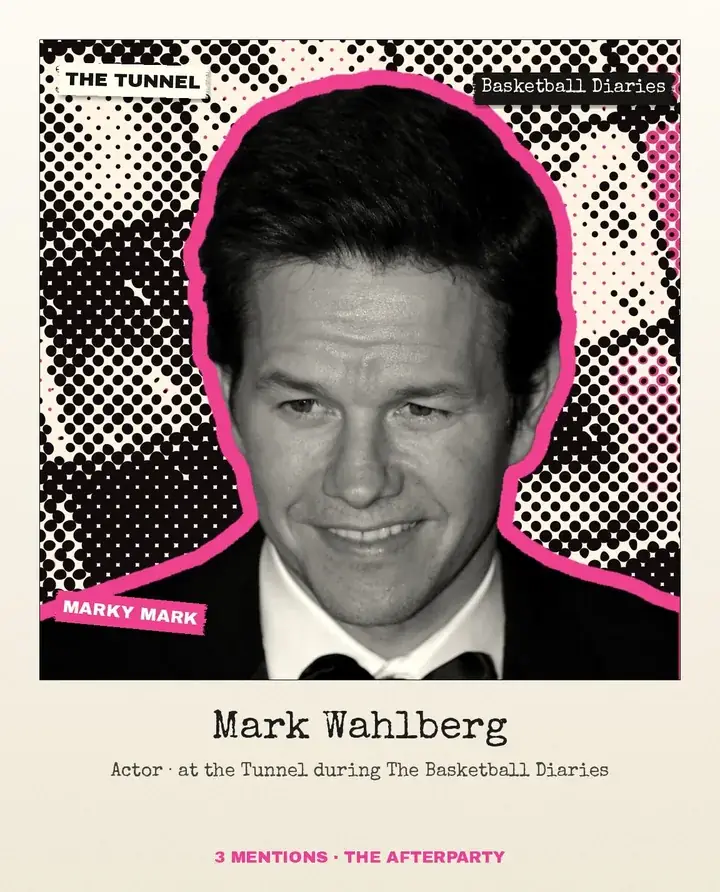 THE TUNNEL
Basketball Diaries
MARKY MARK
Mark Wahlberg
Actor · at the Tunnel during The Basketball Diaries
3 MENTIONS · THE AFTERPARTY